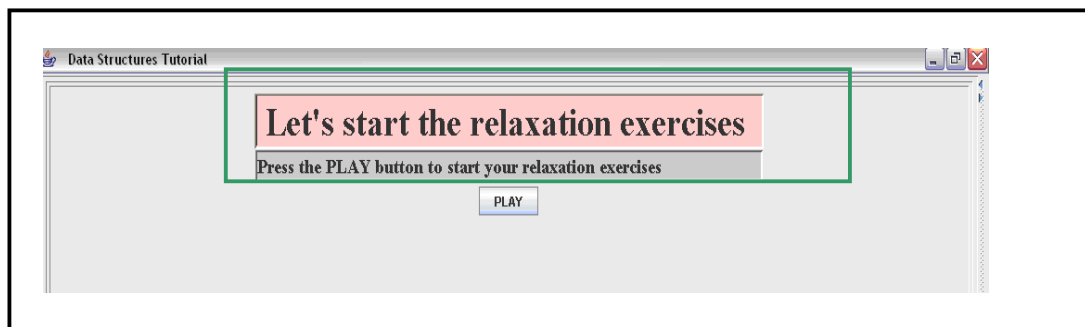 Data Structures Tutorial
Let's start the relaxation exercises
Press the PLAY button to start your relaxation exercises
PLAY